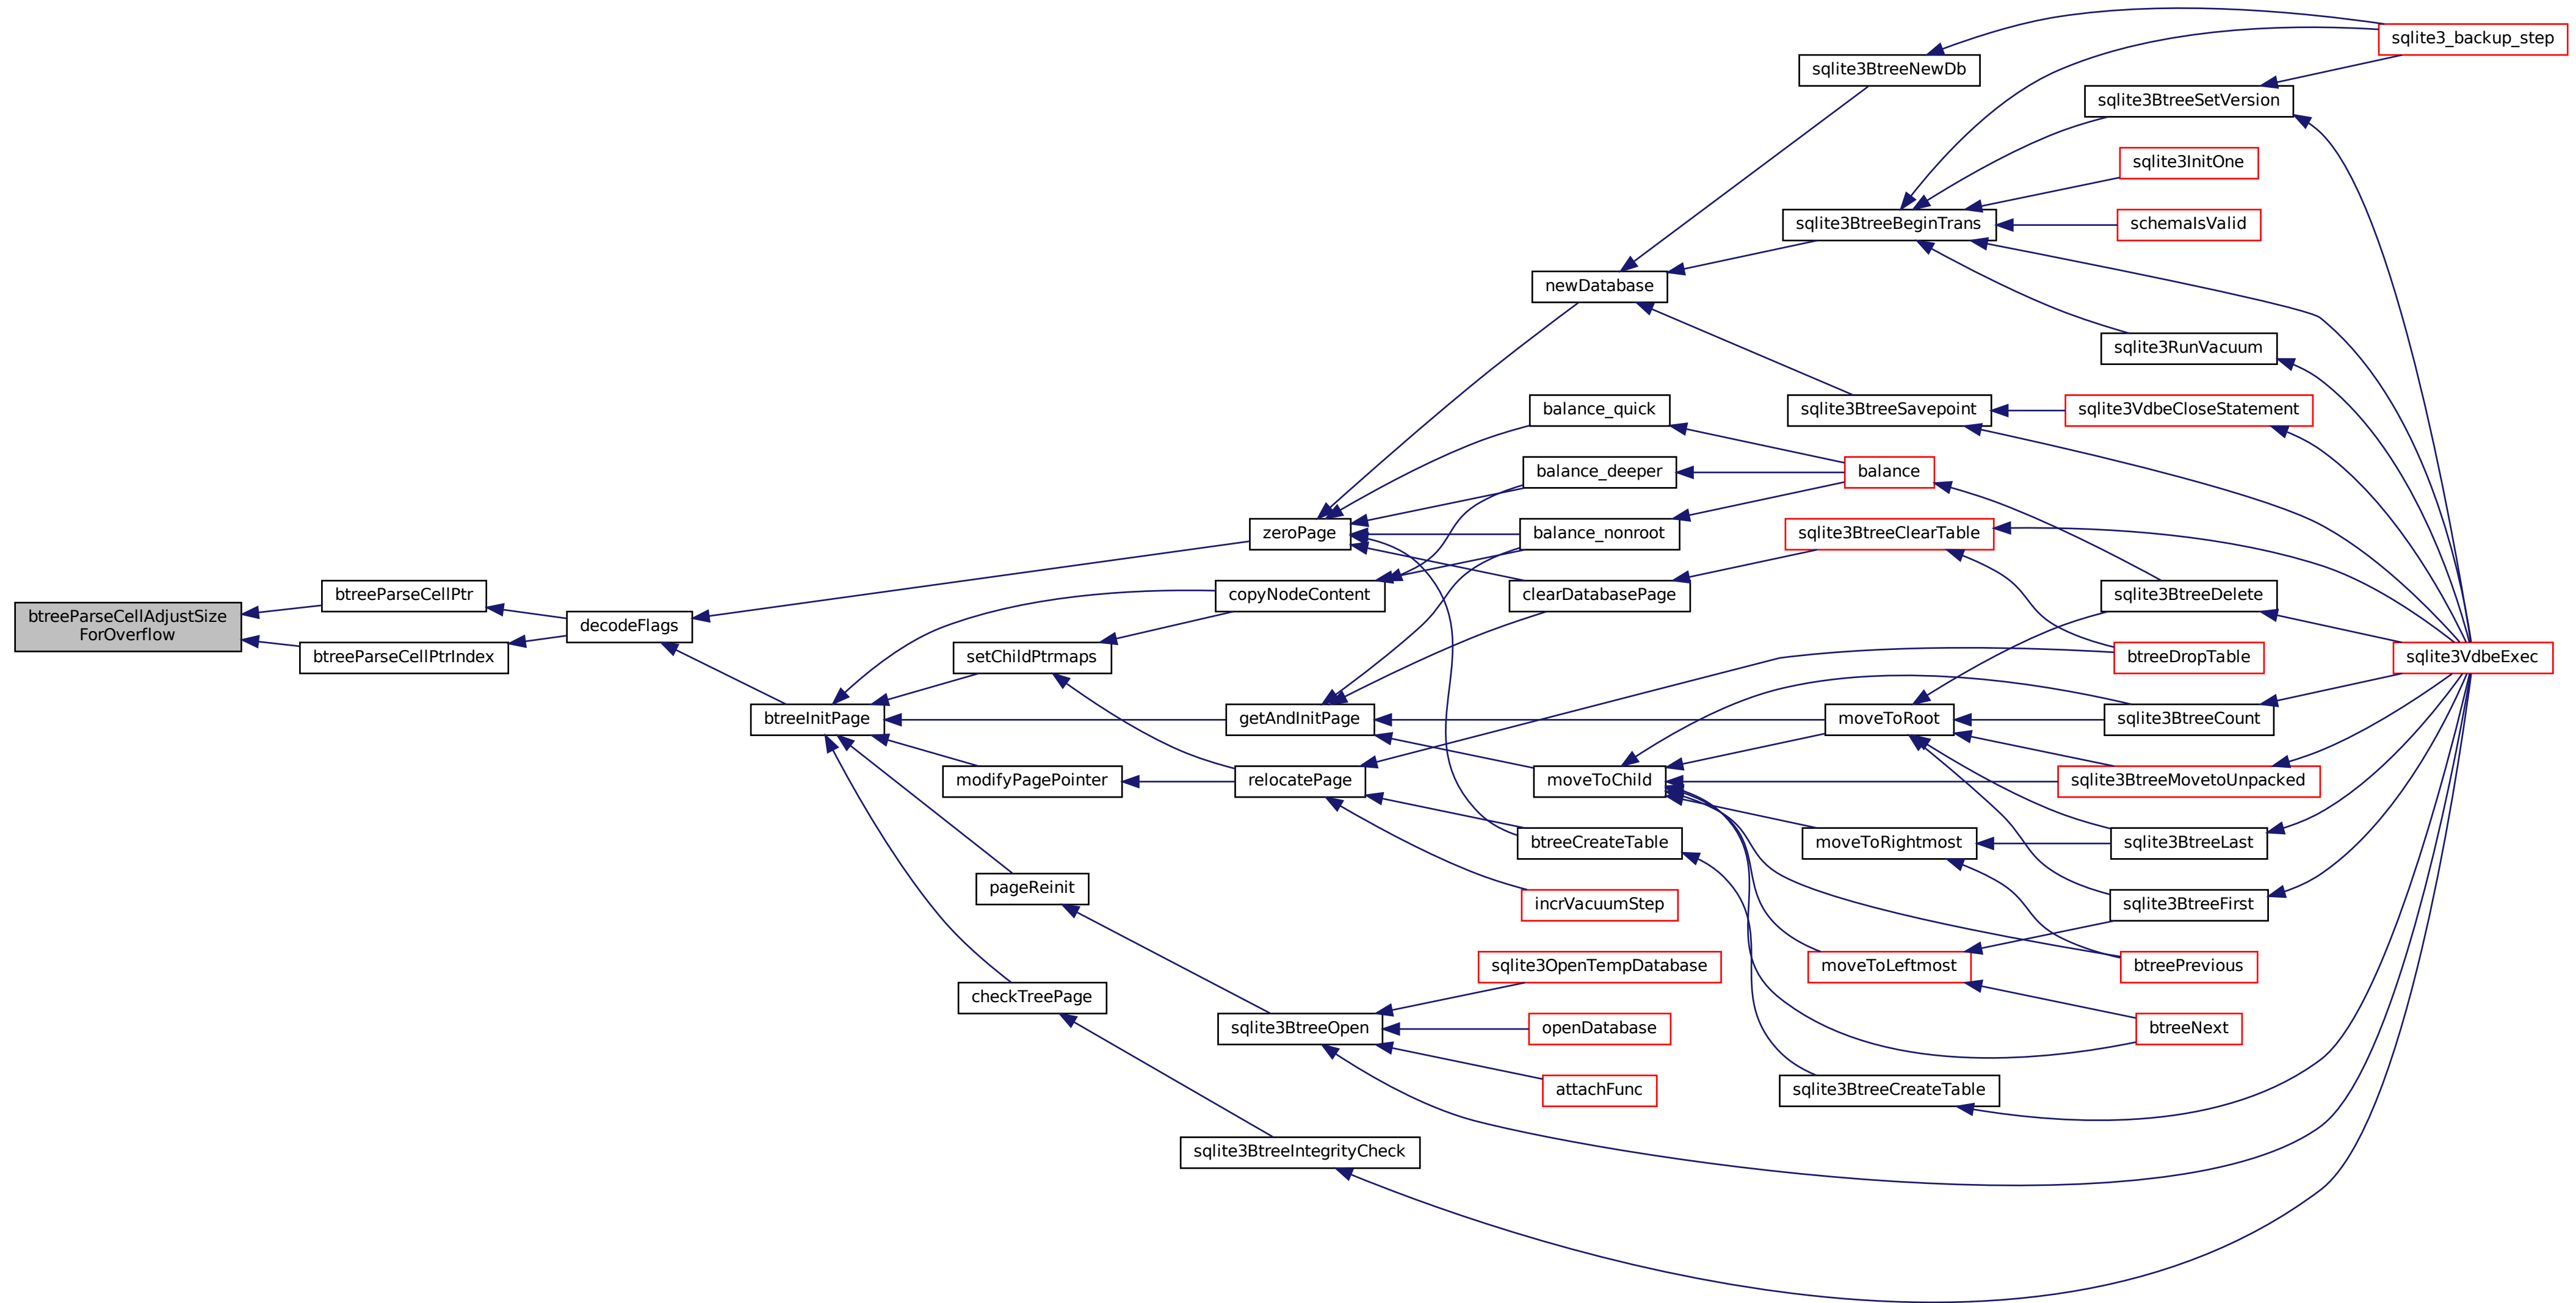 btreeParseCellAdjustSize
ForOverflow
btreeParseCellPtr
btreeParseCellPtrIndex
decodeFlags
btreeInitPage
zeroPage
copyNodeContent
setChildPtrmaps
getAndInitPage
modifyPagePointer
relocatePage
pageReinit
checkTreePage
sqlite3BtreeOpen
sqlite3BtreeIntegrityCheck
newDatabase
balance_quick
balance_deeper
balance_nonroot
clearDatabasePage
moveToChild
btreeCreateTable
incrVacuumStep
sqlite3OpenTempDatabase
openDatabase
attachFunc
sqlite3BtreeNewDb
sqlite3BtreeBeginTrans
sqlite3BtreeSavepoint
balance
sqlite3BtreeClearTable
moveToRoot
moveToRightmost
moveToLeftmost
sqlite3BtreeCreateTable
sqlite3BtreeSetVersion
sqlite3InitOne
schemaIsValid
sqlite3RunVacuum
sqlite3VdbeCloseStatement
sqlite3BtreeDelete
btreeDropTable
sqlite3BtreeCount
sqlite3BtreeMovetoUnpacked
sqlite3BtreeLast
sqlite3BtreeFirst
btreePrevious
btreeNext
sqlite3_backup_step
sqlite3VdbeExec